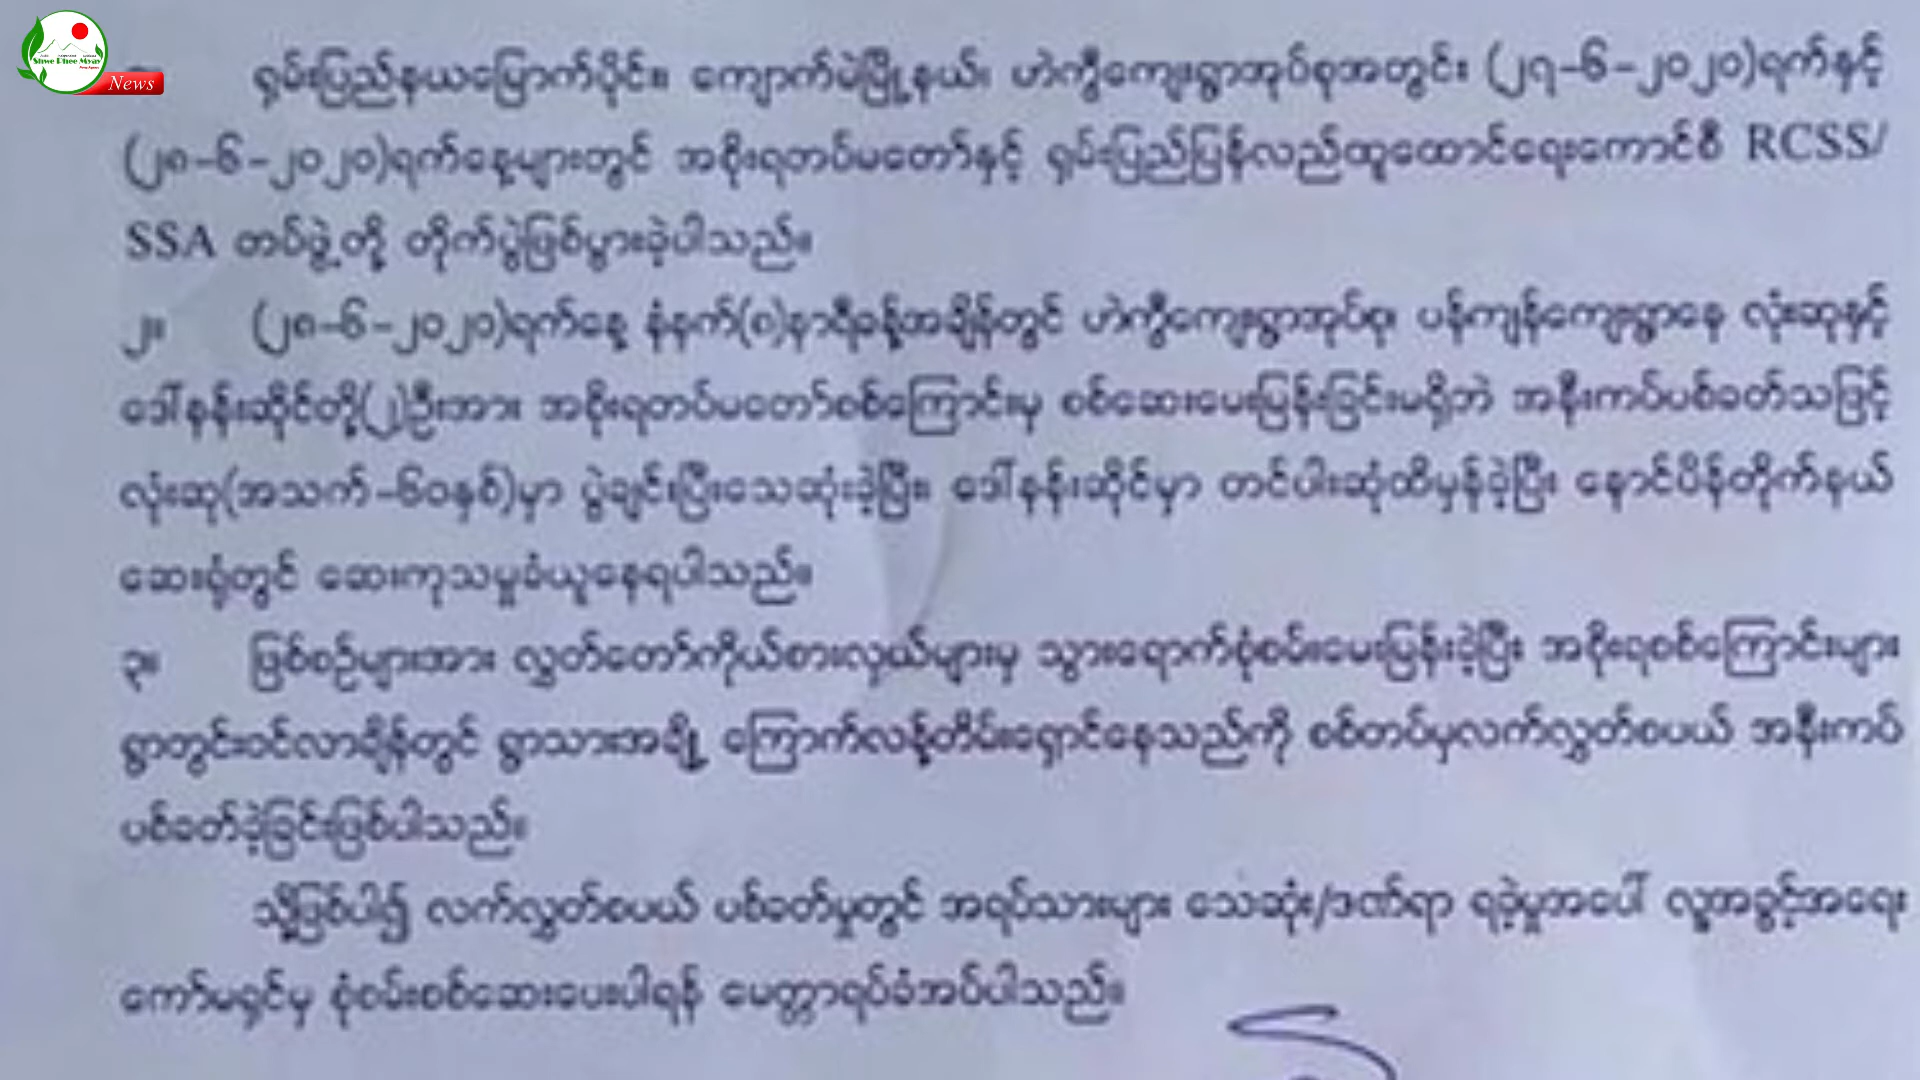 Shwe Phee Myay
News
ရှမ်းပြည်နယ်မြောက်ပိုင်း၊ ကျောက်မဲမြို့နယ်၊ ဟဲကွီကျေးရွာအုပ်စုအတွင်း (၂၇-၆-၂၀၂၀)ရက်နှင့်
(၂၈-၆-၂၀၂၀)ရက်နေ့များတွင် အစိုးရတပ်မတော်နှင့် ရှမ်းပြည်ပြန်လည်ထူထောင်ရေးကောင်စီ RCSS/
SSA တပ်ဖွဲ့တို့ တိုက်ပွဲဖြစ်ပွားခဲ့ပါသည်။
၂။ (၂၈-၆-၂၀၂၀)ရက်နေ့ နံနက်(၈)နာရီခန့်အချိန်တွင် ဟဲကွီကျေးရွာအုပ်စု၊ ပန်ကျန်ကျေးရွာနေ လုံးဆုနှင့်
ဒေါ်နန်းဆိုင်တို့(၂)ဦးအား အစိုးရတပ်မတော်စစ်ကြောင်းမှ စစ်ဆေးမေးမြန်းခြင်းမရှိဘဲ အနီးကပ်ပစ်ခတ်သဖြင့်
လုံးဆု(အသက်-၆၀နှစ်)မှာ ပွဲချင်းပြီးသေဆုံးခဲ့ပြီး၊ ဒေါ်နန်းဆိုင်မှာ တင်ပါးဆုံထိမှန်ခဲ့ပြီး နောင်ပိန်တိုက်နယ်
ဆေးရုံတွင် ဆေးကုသမှုခံယူနေရပါသည်။
၃။ ဖြစ်စဉ်များအား လွှတ်တော်ကိုယ်စားလှယ်များမှ သွားရောက်စုံစမ်းမေးမြန်းခဲ့ပြီး အစိုးရစစ်ကြောင်းများ
ရွာတွင်းဝင်လာချိန်တွင် ရွာသားအချို့ ကြောက်လန့်တိမ်းရှောင်နေသည်ကို စစ်တပ်မှလက်လွှတ်စပယ် အနီးကပ်
ပစ်ခတ်ခဲ့ခြင်းဖြစ်ပါသည်။
သို့ဖြစ်ပါ၍ လက်လွှတ်စပယ် ပစ်ခတ်မှုတွင် အရပ်သားများ သေဆုံး/ဒဏ်ရာ ရခဲ့မှုအပေါ် လူ့အခွင့်အရေး
ကော်မရှင်မှ စုံစမ်းစစ်ဆေးပေးပါရန် မေတ္တာရပ်ခံအပ်ပါသည်။